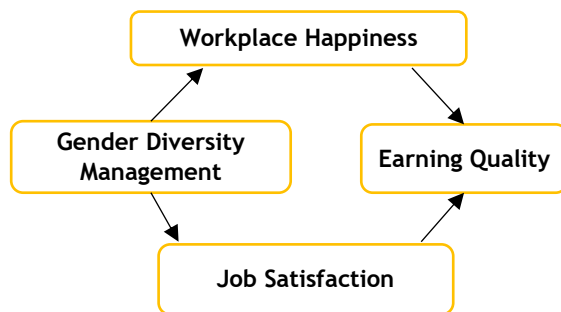 Workplace Happiness
Gender Diversity
Management
Earning Quality
Job Satisfaction